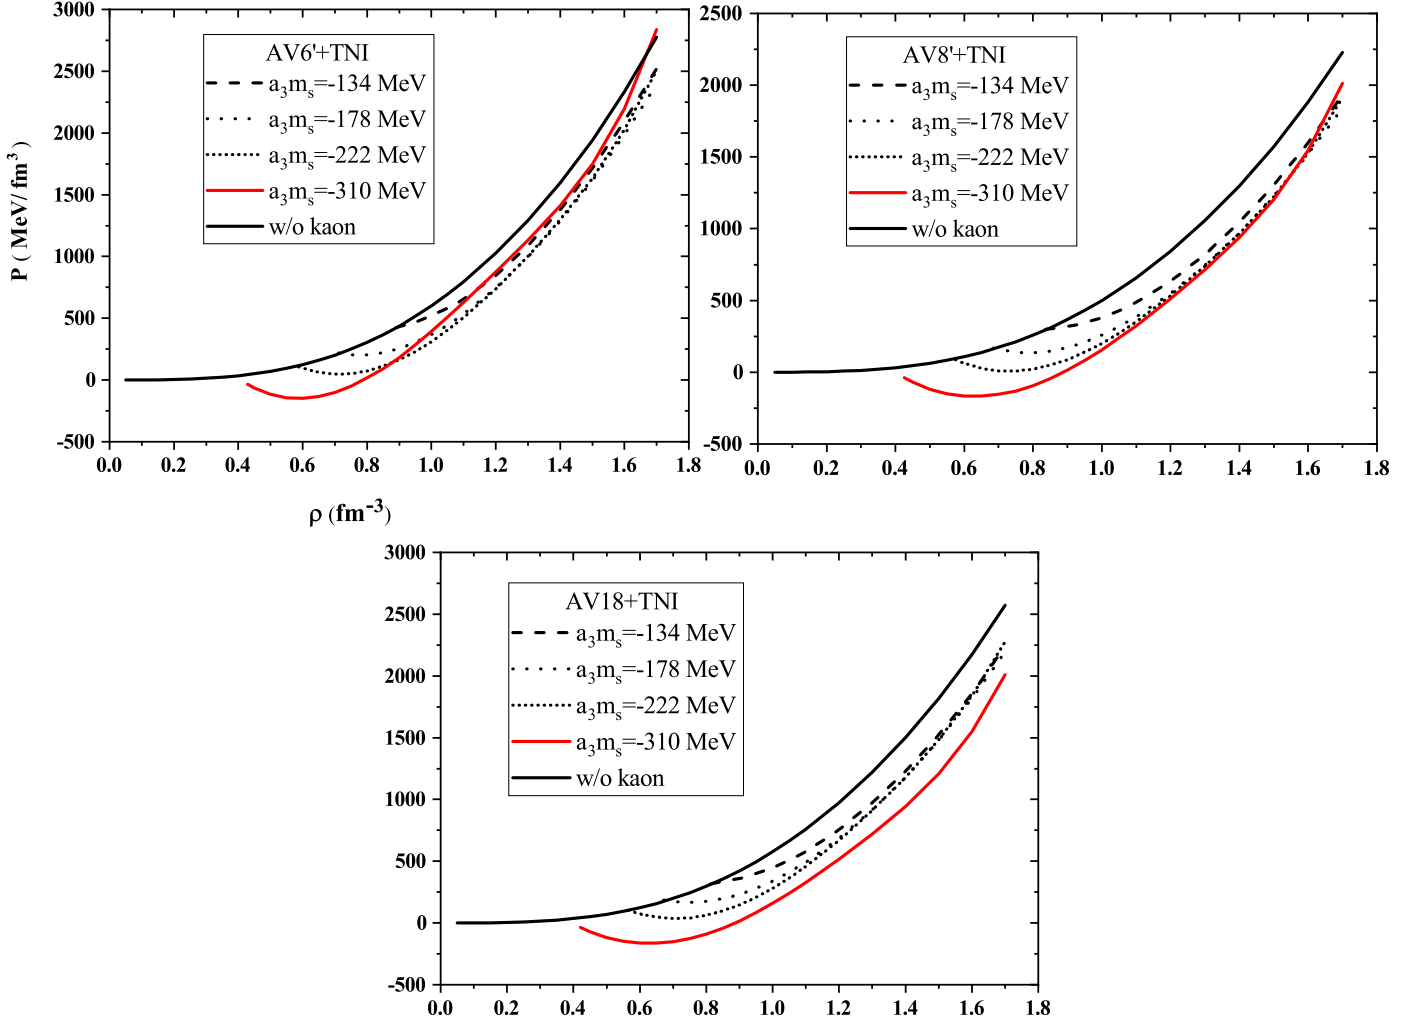 3000
2500
2000
1500
1000
500
0
-500
0.0 0.2 0.4 0.6 0.8 1.0 1.2 1.4 1.6 1.8
P ( MeV/ fm³ )
ρ (fm⁻³)
AV6'+TNI
a₃mₛ=-134 MeV
a₃mₛ=-178 MeV
a₃mₛ=-222 MeV
a₃mₛ=-310 MeV
w/o kaon
2500
2000
1500
1000
500
0
-500
0.0 0.2 0.4 0.6 0.8 1.0 1.2 1.4 1.6 1.8
AV8'+TNI
a₃mₛ=-134 MeV
a₃mₛ=-178 MeV
a₃mₛ=-222 MeV
a₃mₛ=-310 MeV
w/o kaon
3000
2500
2000
1500
1000
500
0
-500
0.0 0.2 0.4 0.6 0.8 1.0 1.2 1.4 1.6 1.8
AV18+TNI
a₃mₛ=-134 MeV
a₃mₛ=-178 MeV
a₃mₛ=-222 MeV
a₃mₛ=-310 MeV
w/o kaon